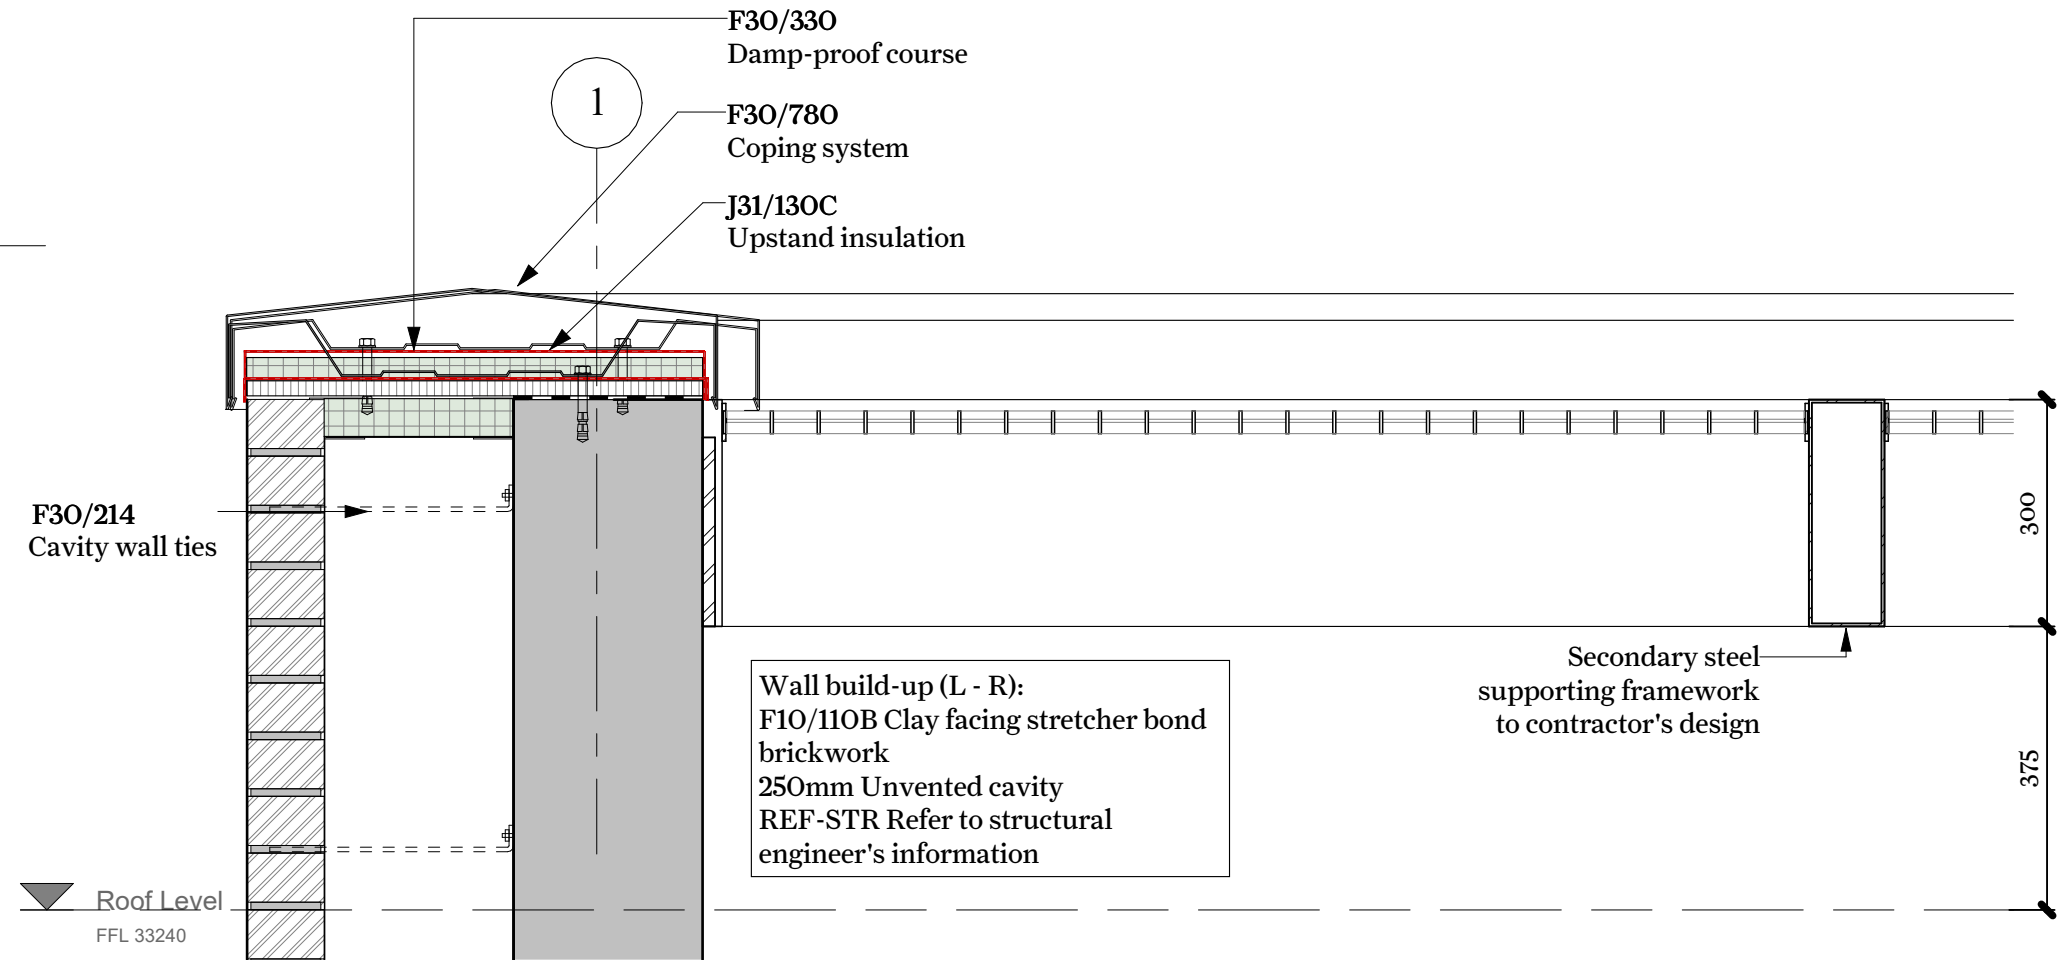 F30/330
Damp-proof course
1
F30/780
Coping system
J31/130C
Upstand insulation
F30/214
Cavity wall ties
300
Secondary steel
supporting framework
to contractor's design
Wall build-up (L - R):
F10/110B Clay facing stretcher bond
brickwork
250mm Unvented cavity
REF-STR Refer to structural
engineer's information
375
Roof Level
FFL 33240